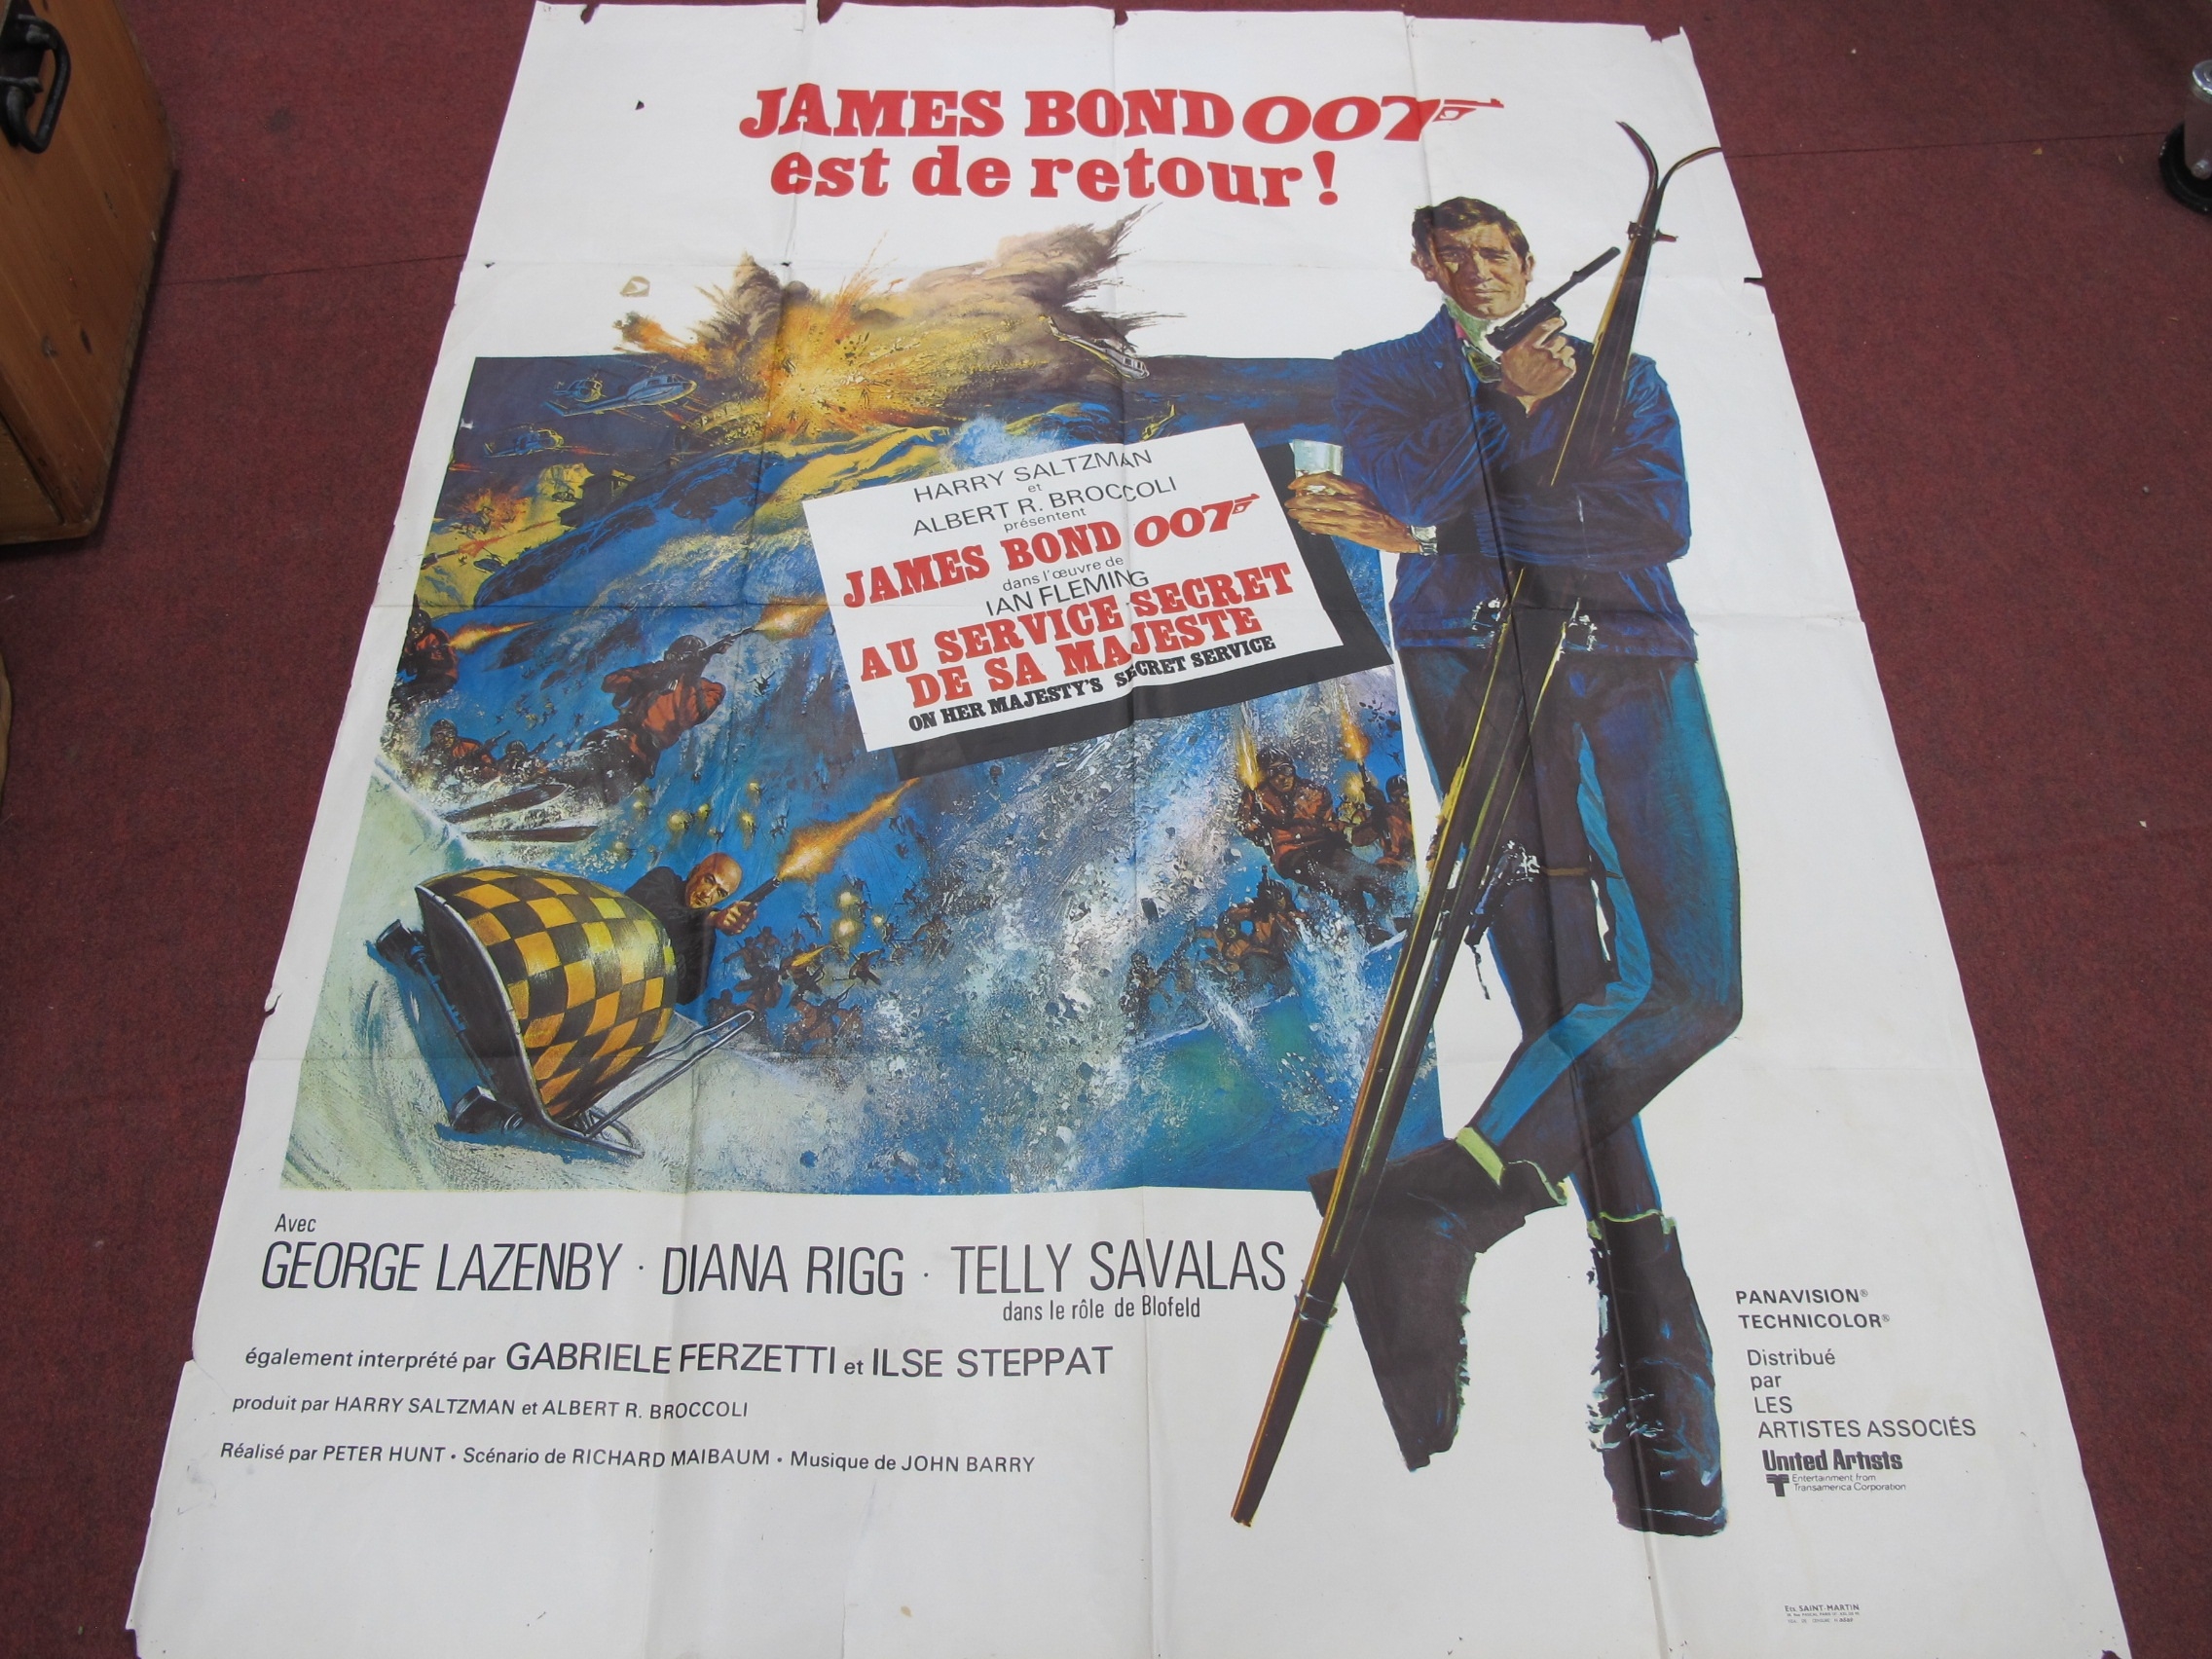 JAMES BOND 007
est de retour !
HARRY SALTZMAN
et
ALBERT R. BROCCOLI
présentent
JAMES BOND 007
dans l'œuvre de
IAN FLEMING
AU SERVICE SECRET
DE SA MAJESTE
ON HER MAJESTY'S SECRET SERVICE
Avec
GEORGE LAZENBY · DIANA RIGG · TELLY SAVALAS
dans le rôle de Blofeld
également interprété par GABRIELE FERZETTI et ILSE STEPPAT
produit par HARRY SALTZMAN et ALBERT R. BROCCOLI
Réalisé par PETER HUNT • Scénario de RICHARD MAIBAUM • Musique de JOHN BARRY
PANAVISION®
TECHNICOLOR®
Distribué
par
LES
ARTISTES ASSOCIÉS
United Artists
Entertainment from
Transamerica Corporation
Ets. SAINT-MARTIN